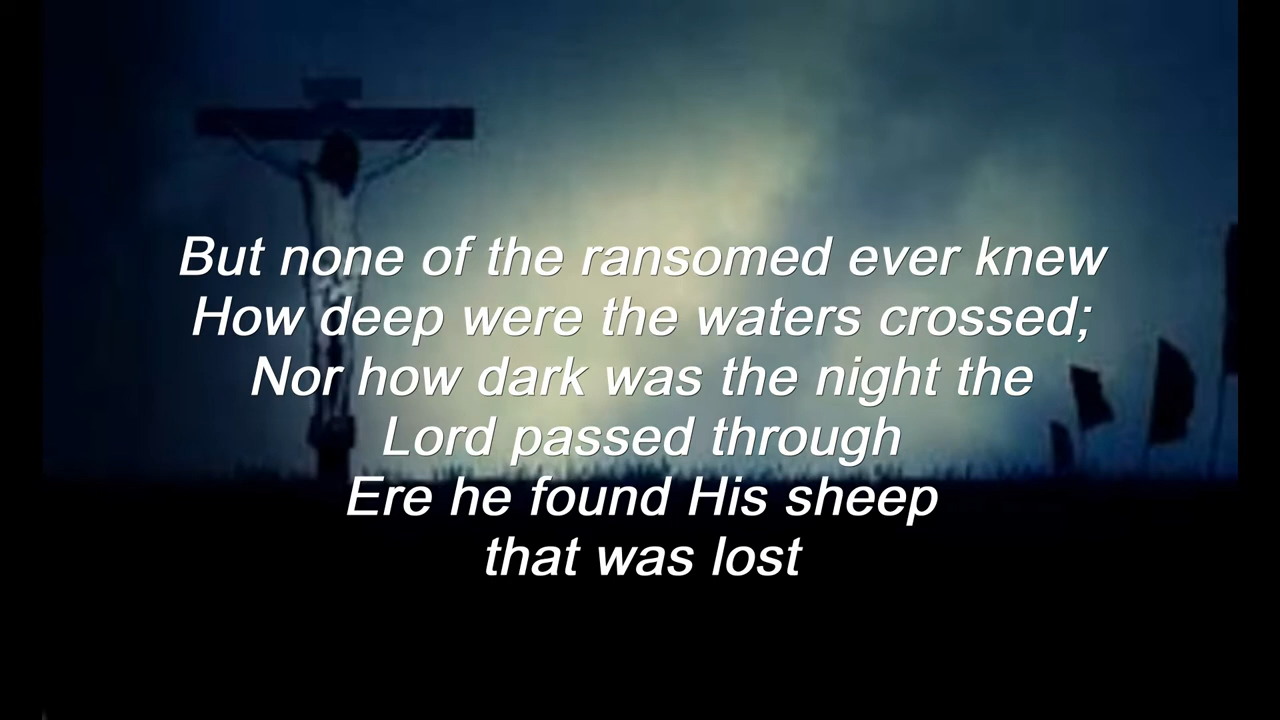 But none of the ransomed ever knew
How deep were the waters crossed;
Nor how dark was the night the
Lord passed through
Ere he found His sheep
that was lost